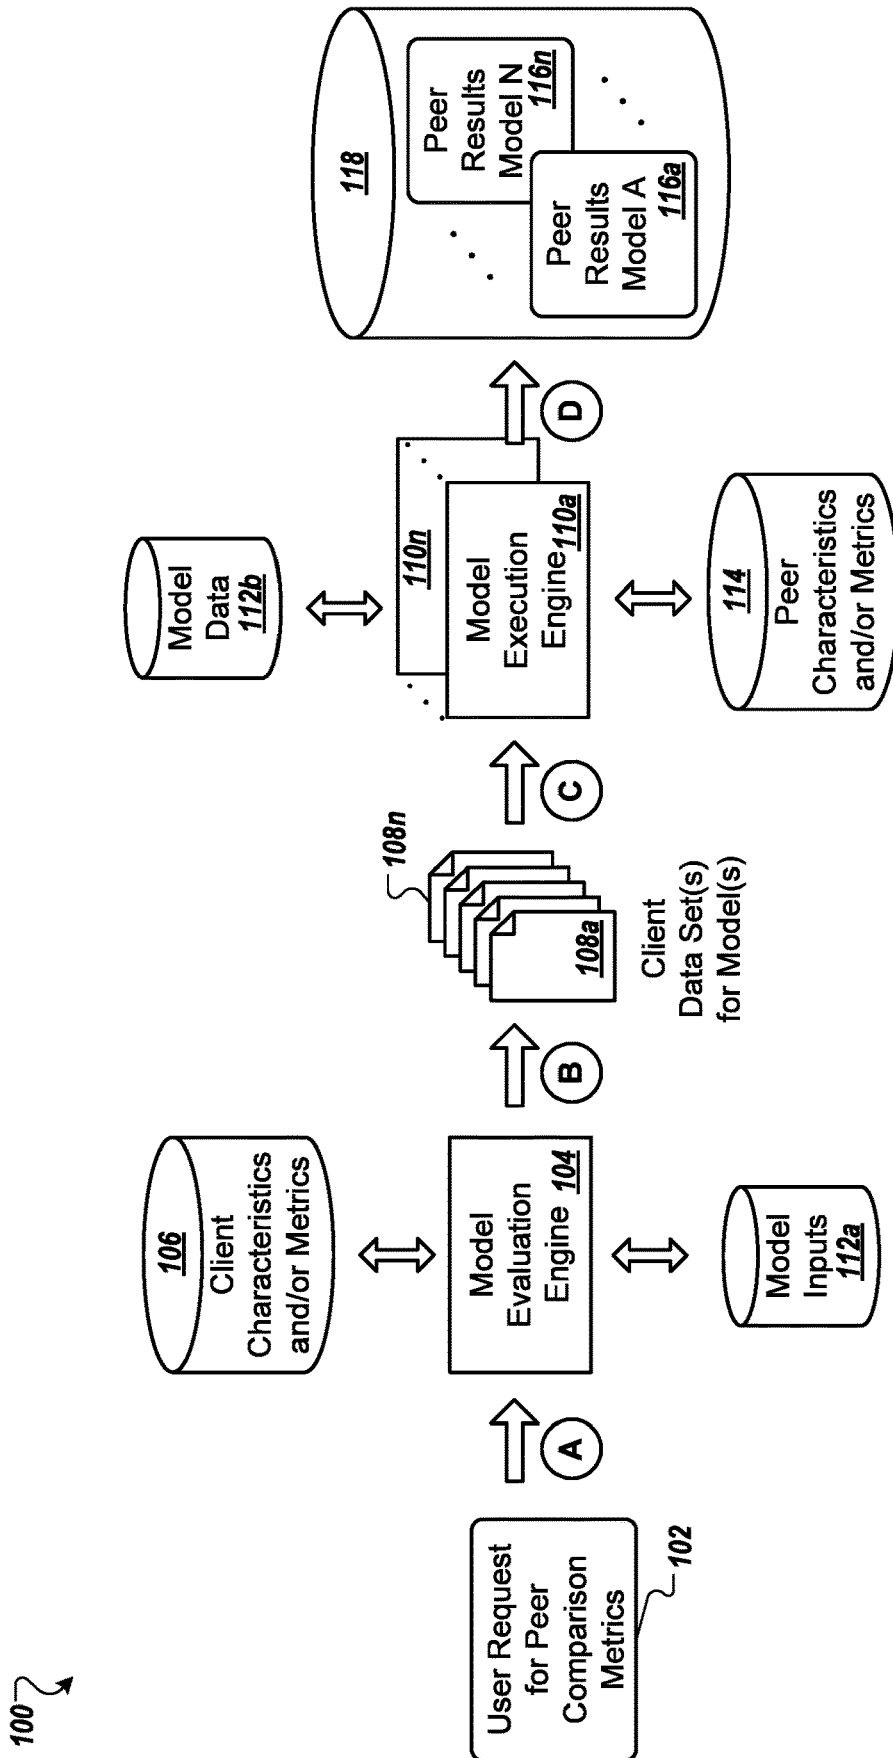 100
User Request
for Peer
Comparison
Metrics
102
A
106
Client
Characteristics
and/or Metrics
Model
Evaluation
Engine 104
Model
Inputs
112a
B
108n
108a
Client
Data Set(s)
for Model(s)
C
Model
Data
112b
110n
Model
Execution
Engine 110a
114
Peer
Characteristics
and/or Metrics
D
118
Peer
Results
Model N
116n
Peer
Results
Model A
116a